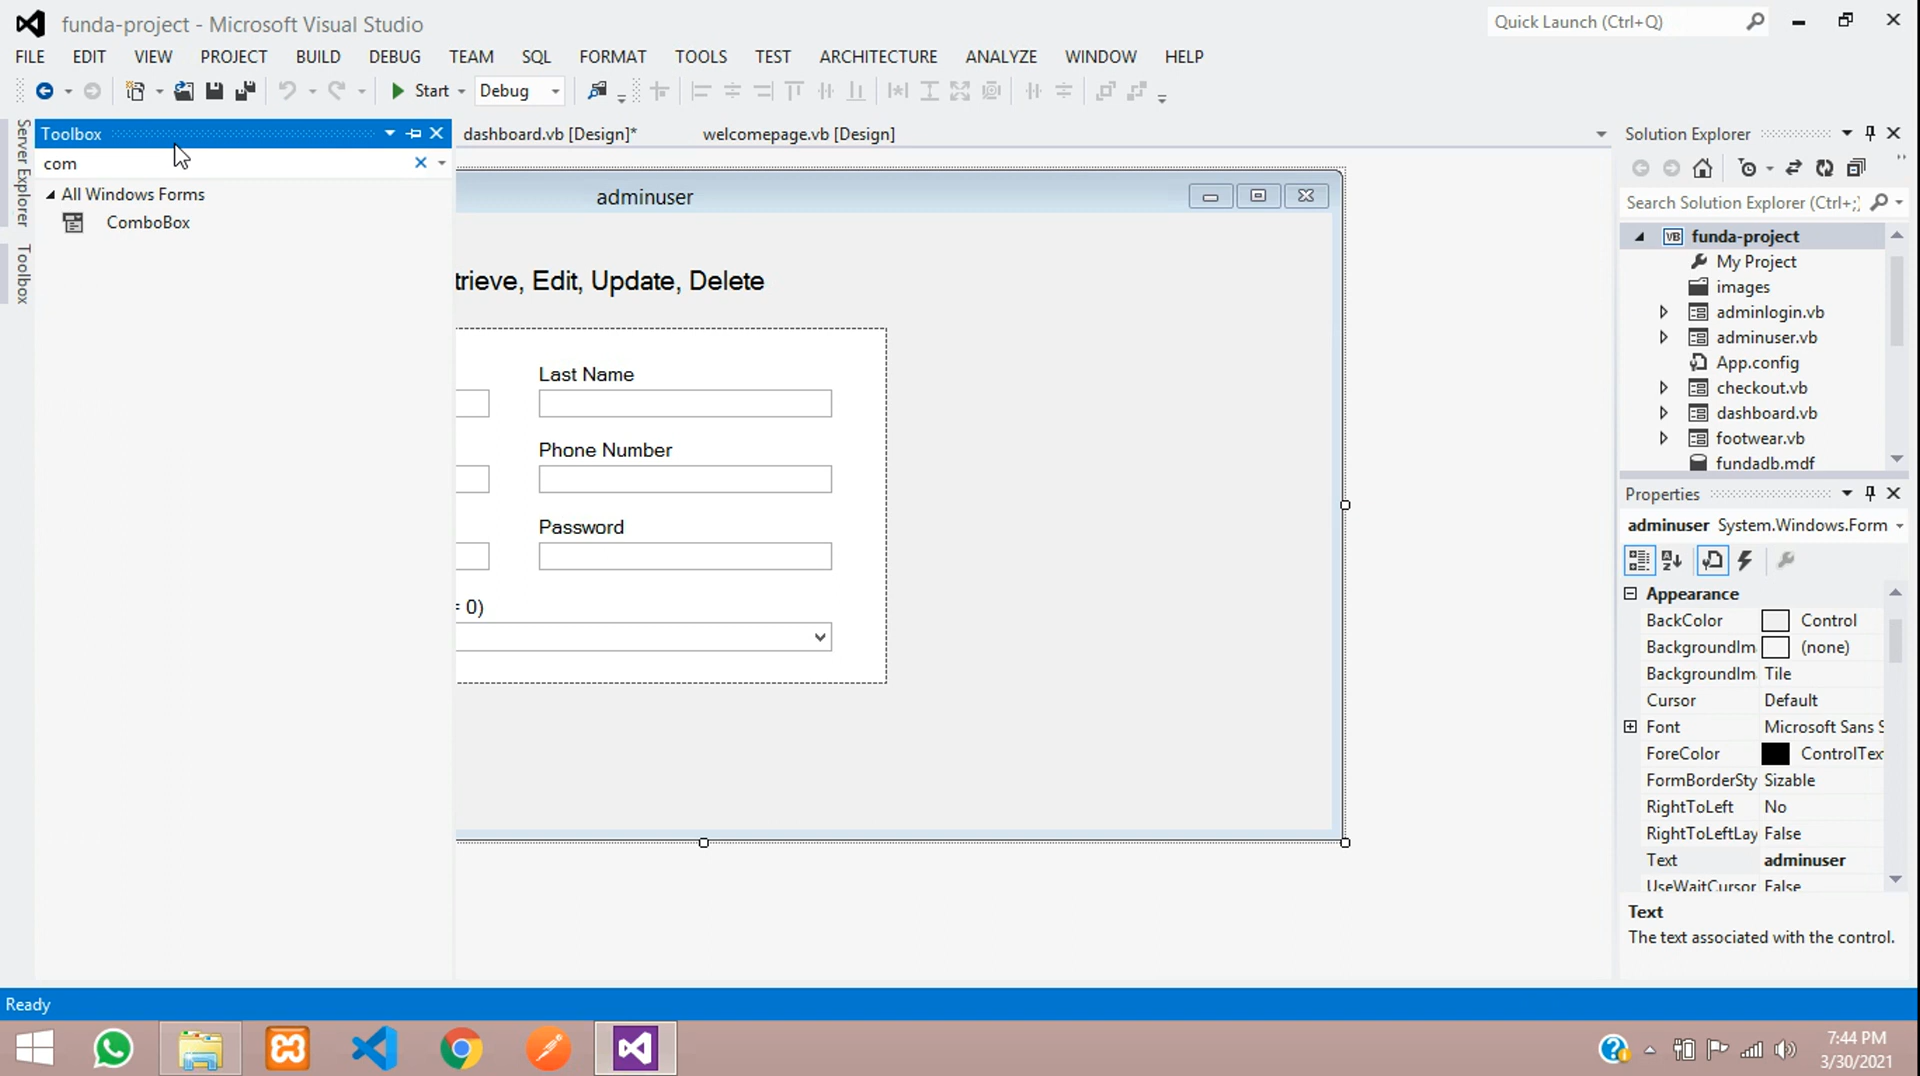 funda-project - Microsoft Visual Studio
Quick Launch (Ctrl+Q)
FILE EDIT VIEW PROJECT BUILD DEBUG TEAM SQL FORMAT TOOLS TEST ARCHITECTURE ANALYZE WINDOW HELP
Start Debug
Server Explorer
Toolbox
Toolbox
com
All Windows Forms
ComboBox
dashboard.vb [Design]* welcomepage.vb [Design]
adminuser
trieve, Edit, Update, Delete
Last Name
Phone Number
Password
= 0)
Solution Explorer
Search Solution Explorer (Ctrl+;)
VB funda-project
My Project
images
adminlogin.vb
adminuser.vb
App.config
checkout.vb
dashboard.vb
footwear.vb
fundadb.mdf
Properties
adminuser System.Windows.Form
Appearance
BackColor Control
BackgroundIm (none)
BackgroundIm Tile
Cursor Default
Font Microsoft Sans S
ForeColor ControlTex
FormBorderSty Sizable
RightToLeft No
RightToLeftLay False
Text adminuser
UseWaitCursor False
Text
The text associated with the control.
Ready
7:44 PM
3/30/2021